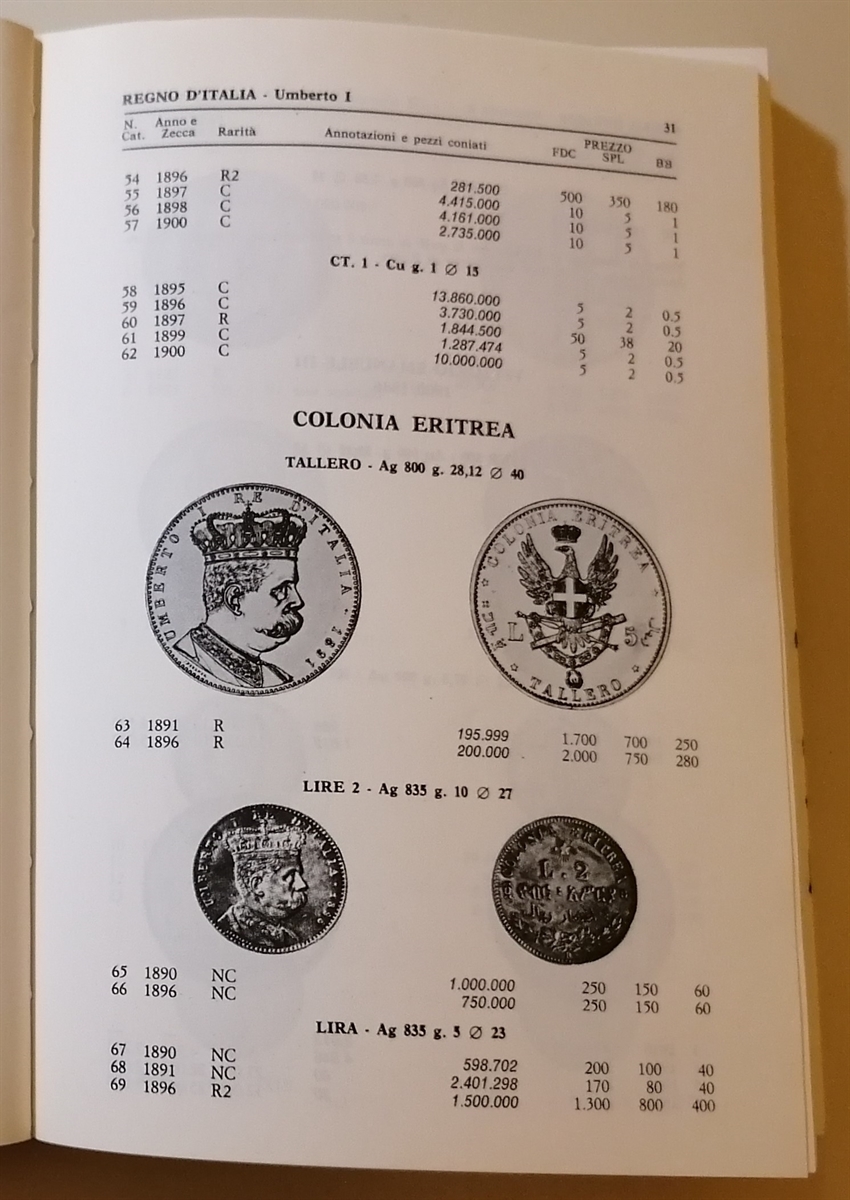 REGNO D'ITALIA - Umberto I 31
N. Cat. Anno e Zecca Rarità Annotazioni e pezzi coniati PREZZO FDC SPL BB
54 1896 R2 281.500 500 350 180
55 1897 C 4.415.000 10 5 1
56 1898 C 4.161.000 10 5 1
57 1900 C 2.735.000 10 5 1
CT. 1 - Cu g. 1 ∅ 15
58 1895 C 13.860.000 5 2 0.5
59 1896 C 3.730.000 5 2 0.5
60 1897 R 1.844.500 50 38 20
61 1899 C 1.287.474 5 2 0.5
62 1900 C 10.000.000 5 2 0.5
COLONIA ERITREA
TALLERO - Ag 800 g. 28,12 ∅ 40
UMBERTO I RE D'ITALIA · 1891
COLONIA ERITREA
L 5
TALLERO
63 1891 R 195.999 1.700 700 250
64 1896 R 200.000 2.000 750 280
LIRE 2 - Ag 835 g. 10 ∅ 27
UMBERTO I RE D'ITALIA
COLONIA ERITREA
L. 2
65 1890 NC 1.000.000 250 150 60
66 1896 NC 750.000 250 150 60
LIRA - Ag 835 g. 5 ∅ 23
67 1890 NC 598.702 200 100 40
68 1891 NC 2.401.298 170 80 40
69 1896 R2 1.500.000 1.300 800 400